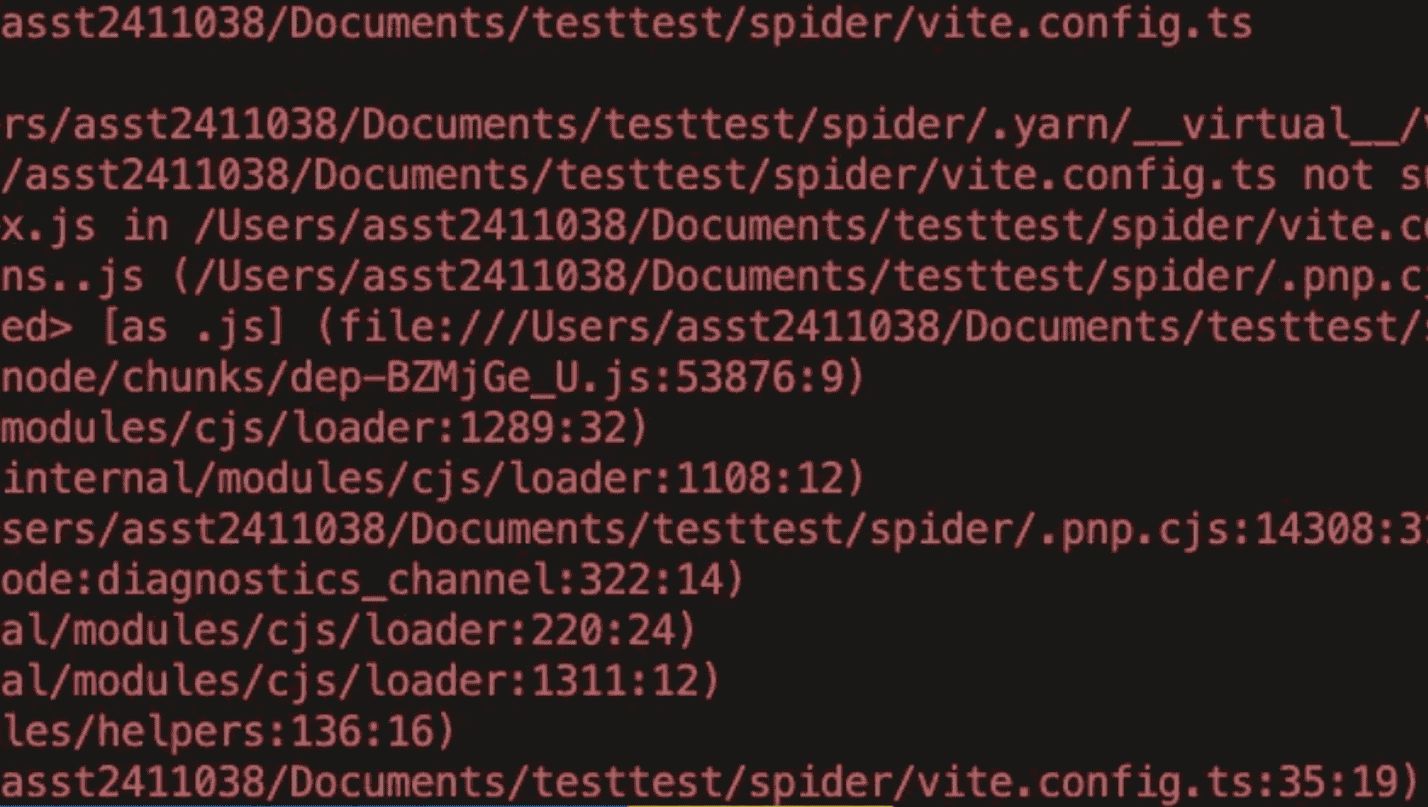 asst2411038/Documents/testtest/spider/vite.config.ts
rs/asst2411038/Documents/testtest/spider/.yarn/__virtual__/
/asst2411038/Documents/testtest/spider/vite.config.ts not
x.js in /Users/asst2411038/Documents/testtest/spider/vite.c
ns..js (/Users/asst2411038/Documents/testtest/spider/.pnp.c
ed> [as .js] (file:///Users/asst2411038/Documents/testtest/
node/chunks/dep-BZMjGe_U.js:53876:9)
modules/cjs/loader:1289:32)
internal/modules/cjs/loader:1108:12)
sers/asst2411038/Documents/testtest/spider/.pnp.cjs:14308:3
ode:diagnostics_channel:322:14)
al/modules/cjs/loader:220:24)
al/modules/cjs/loader:1311:12)
les/helpers:136:16)
asst2411038/Documents/testtest/spider/vite.config.ts:35:19)